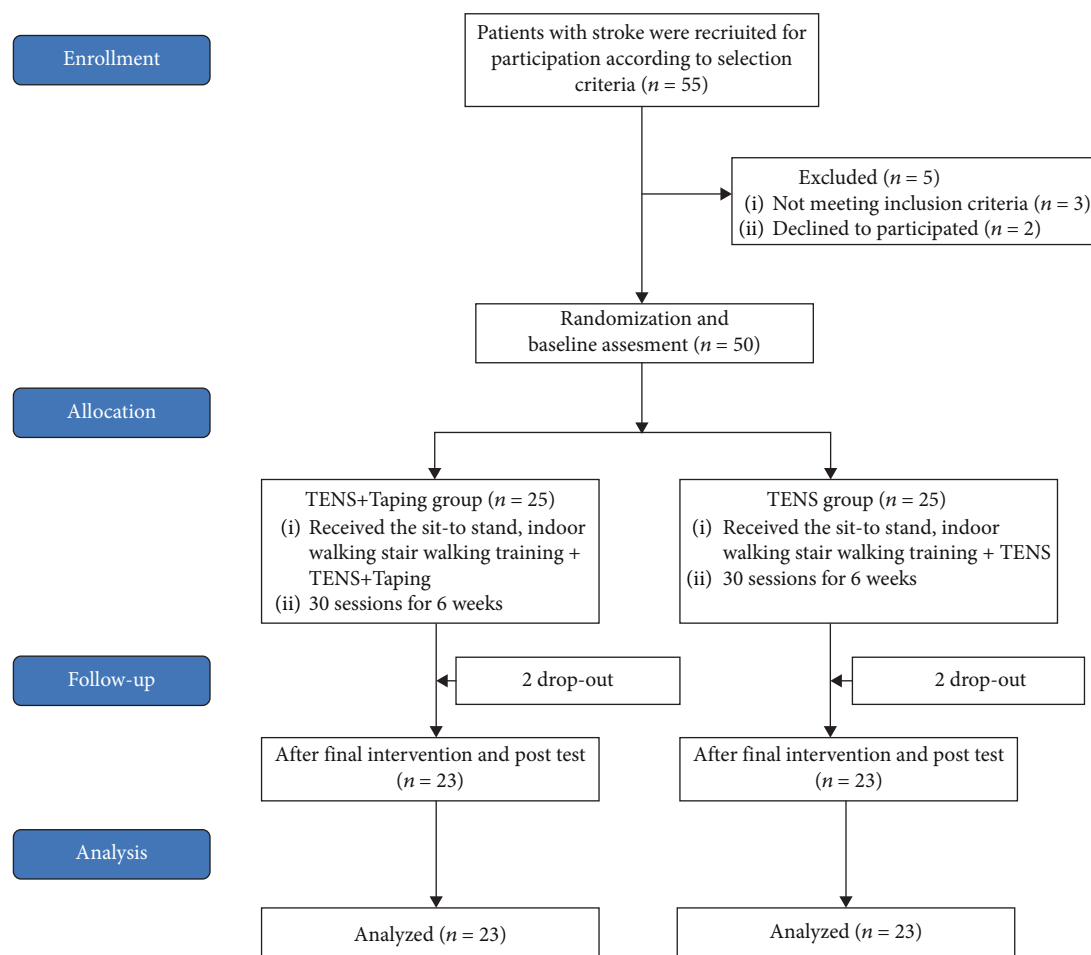 Enrollment
Patients with stroke were recriuited for
participation according to selection
criteria (n = 55)
Excluded (n = 5)
(i) Not meeting inclusion criteria (n = 3)
(ii) Declined to participated (n = 2)
Randomization and
baseline assesment (n = 50)
Allocation
TENS+Taping group (n = 25)
(i) Received the sit-to stand, indoor
walking stair walking training +
TENS+Taping
(ii) 30 sessions for 6 weeks
TENS group (n = 25)
(i) Received the sit-to stand, indoor
walking stair walking training + TENS
(ii) 30 sessions for 6 weeks
Follow-up
2 drop-out
2 drop-out
After final intervention and post test
(n = 23)
After final intervention and post test
(n = 23)
Analysis
Analyzed (n = 23)
Analyzed (n = 23)